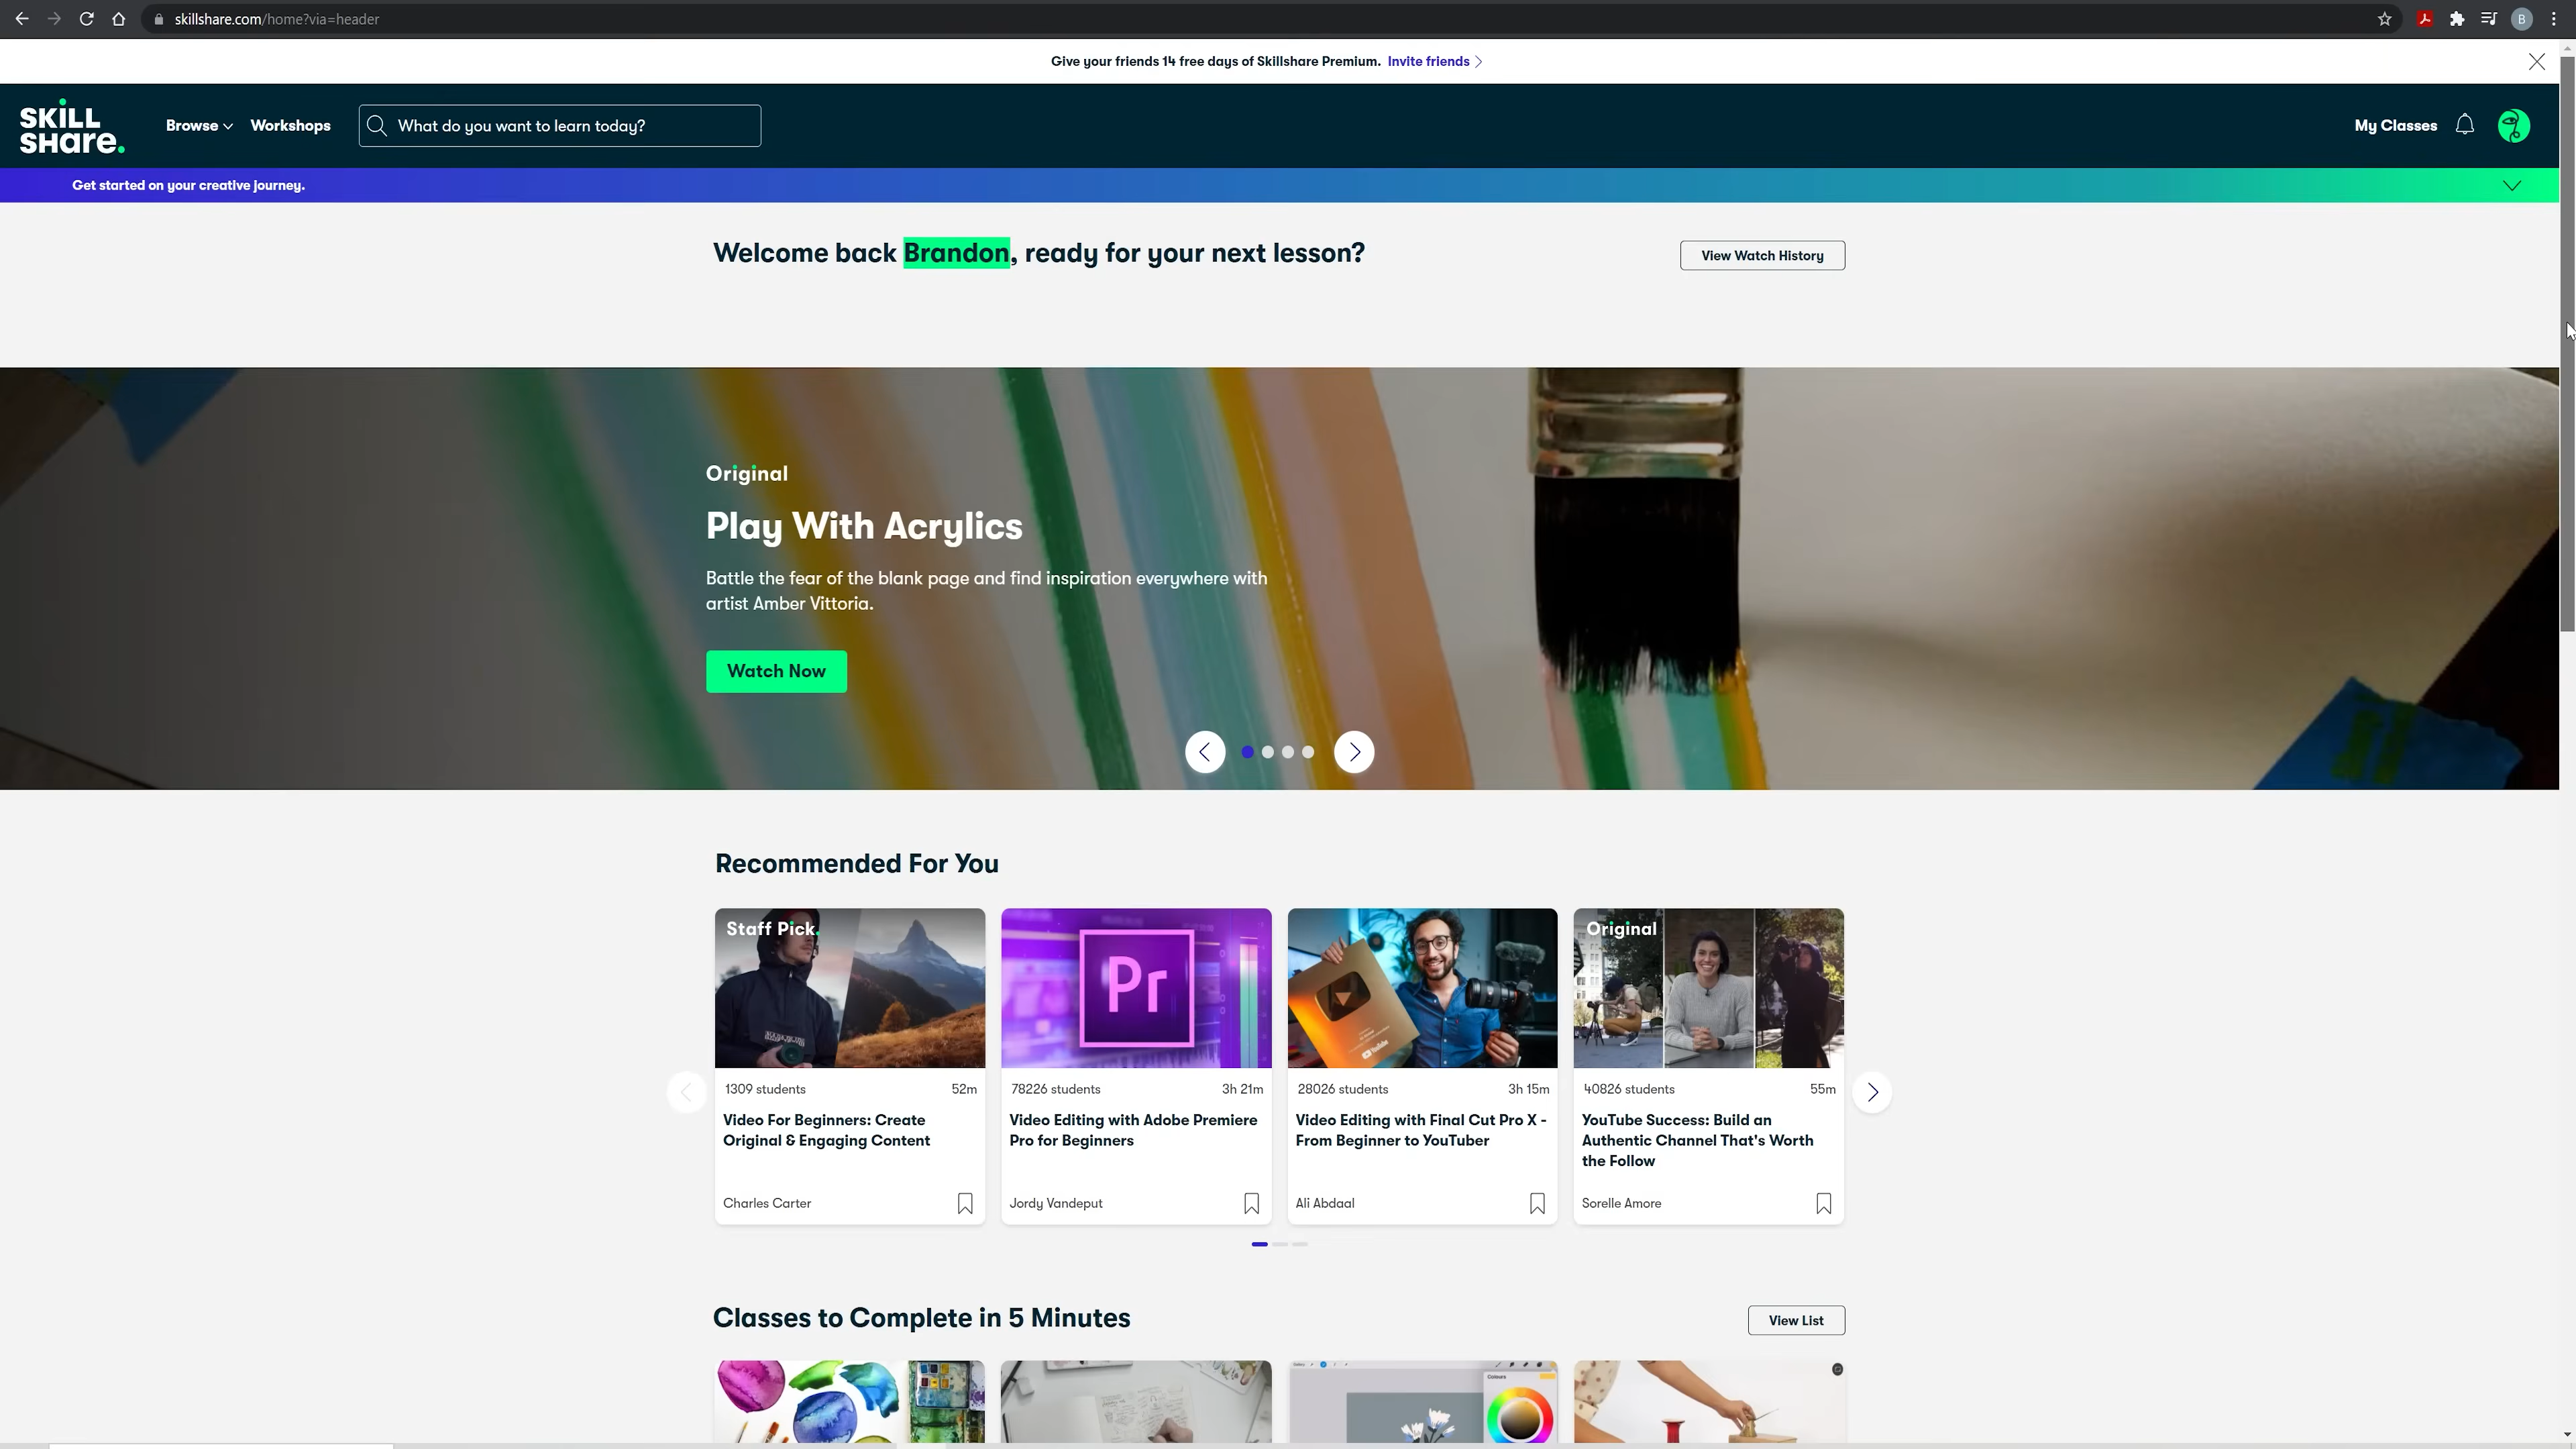 skillshare.com/home?via=header
B
Give your friends 14 free days of Skillshare Premium. Invite friends
SKILL
SHare.
Browse
Workshops
What do you want to learn today?
My Classes
Get started on your creative journey.
Welcome back Brandon, ready for your next lesson?
View Watch History
Original
Play With Acrylics
Battle the fear of the blank page and find inspiration everywhere with
artist Amber Vittoria.
Watch Now
Recommended For You
Staff Pick.
1309 students
52m
Video For Beginners: Create
Original & Engaging Content
Charles Carter
Pr
78226 students
3h 21m
Video Editing with Adobe Premiere
Pro for Beginners
Jordy Vandeput
YouTube
28026 students
3h 15m
Video Editing with Final Cut Pro X -
From Beginner to YouTuber
Ali Abdaal
Original
40826 students
55m
YouTube Success: Build an
Authentic Channel That's Worth
the Follow
Sorelle Amore
Classes to Complete in 5 Minutes
View List
Colours